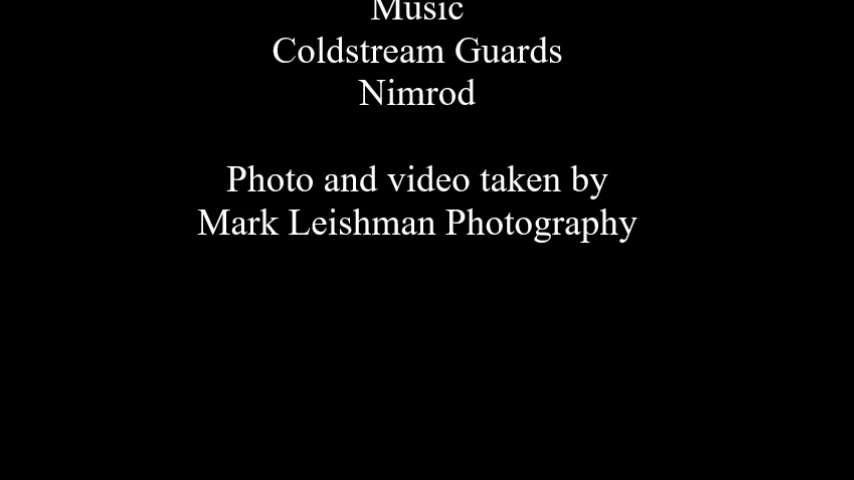 Music
Coldstream Guards
Nimrod
Photo and video taken by
Mark Leishman Photography